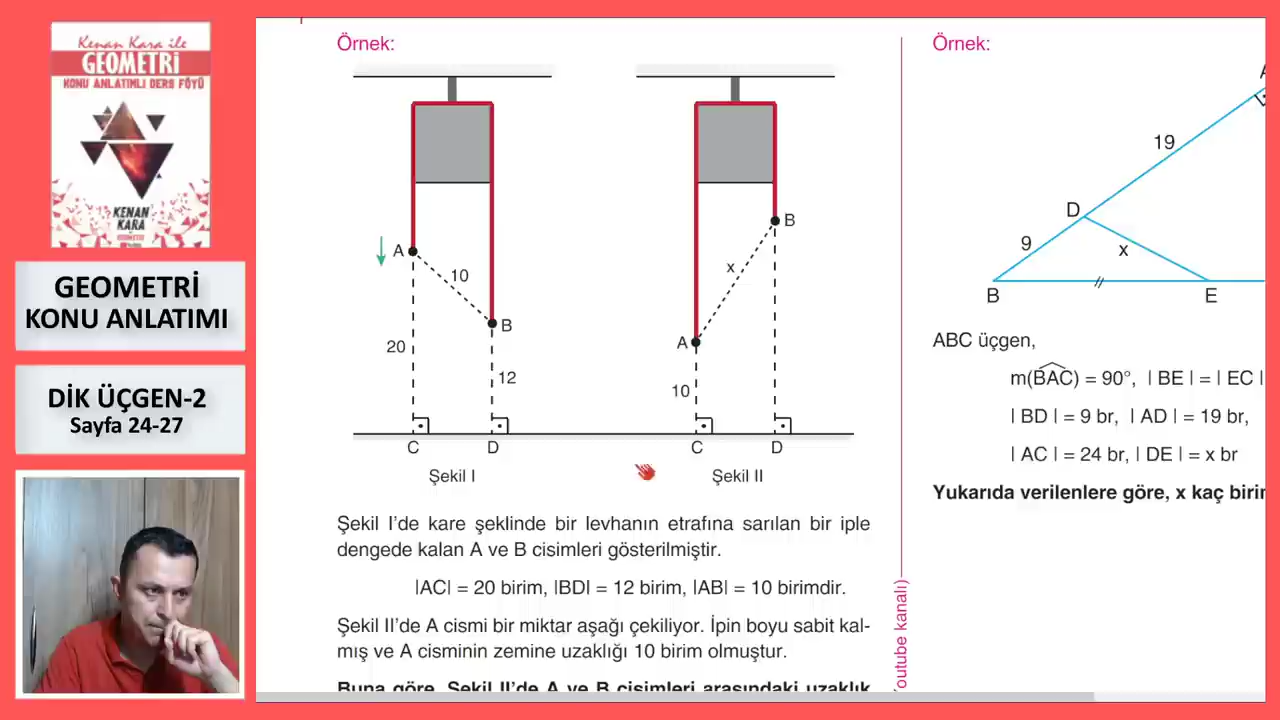 Kenan Kara ile
GEOMETRİ
KONU ANLATIMLI DERS FÖYÜ
KENAN
KARA
GEOMETRİ
KONU ANLATIMI
DİK ÜÇGEN-2
Sayfa 24-27
Örnek:
A
10
B
20
12
C
D
Şekil I
B
x
A
10
C
D
Şekil II
Şekil I’de kare şeklinde bir levhanın etrafına sarılan bir iple
dengede kalan A ve B cisimleri gösterilmiştir.
|AC| = 20 birim, |BD| = 12 birim, |AB| = 10 birimdir.
Şekil II’de A cismi bir miktar aşağı çekiliyor. İpin boyu sabit kal-
mış ve A cisminin zemine uzaklığı 10 birim olmuştur.
Buna göre, Şekil II’de A ve B cisimleri arasındaki uzaklık
outube kanalı)
Örnek:
A
19
D
9
x
B
E
ABC üçgen,
m(BAC) = 90°, | BE | = | EC |
| BD | = 9 br, | AD | = 19 br,
| AC | = 24 br, | DE | = x br
Yukarıda verilenlere göre, x kaç birim